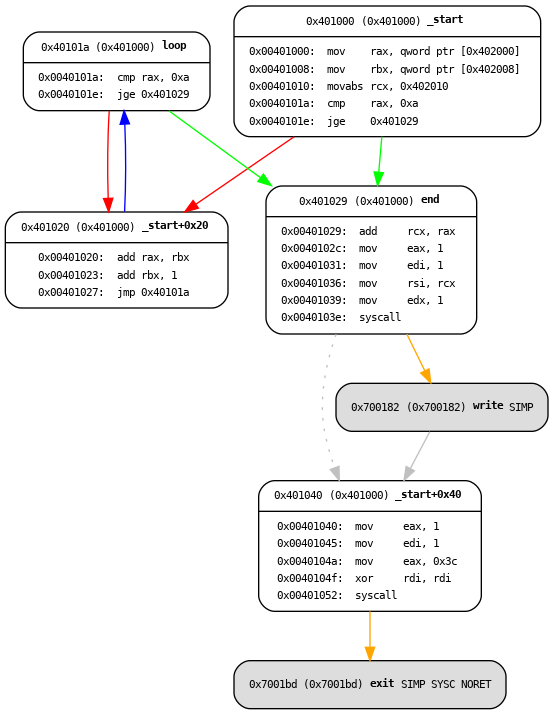 0x401000 (0x401000) _start
0x00401000: mov rax, qword ptr [0x402000]
0x00401008: mov rbx, qword ptr [0x402008]
0x00401010: movabs rcx, 0x402010
0x0040101a: cmp rax, 0xa
0x0040101e: jge 0x401029
0x40101a (0x401000) loop
0x0040101a: cmp rax, 0xa
0x0040101e: jge 0x401029
0x401020 (0x401000) _start+0x20
0x00401020: add rax, rbx
0x00401023: add rbx, 1
0x00401027: jmp 0x40101a
0x401029 (0x401000) end
0x00401029: add rcx, rax
0x0040102c: mov eax, 1
0x00401031: mov edi, 1
0x00401036: mov rsi, rcx
0x00401039: mov edx, 1
0x0040103e: syscall
0x700182 (0x700182) write SIMP
0x401040 (0x401000) _start+0x40
0x00401040: mov eax, 1
0x00401045: mov edi, 1
0x0040104a: mov eax, 0x3c
0x0040104f: xor rdi, rdi
0x00401052: syscall
0x7001bd (0x7001bd) exit SIMP SYSC NORET